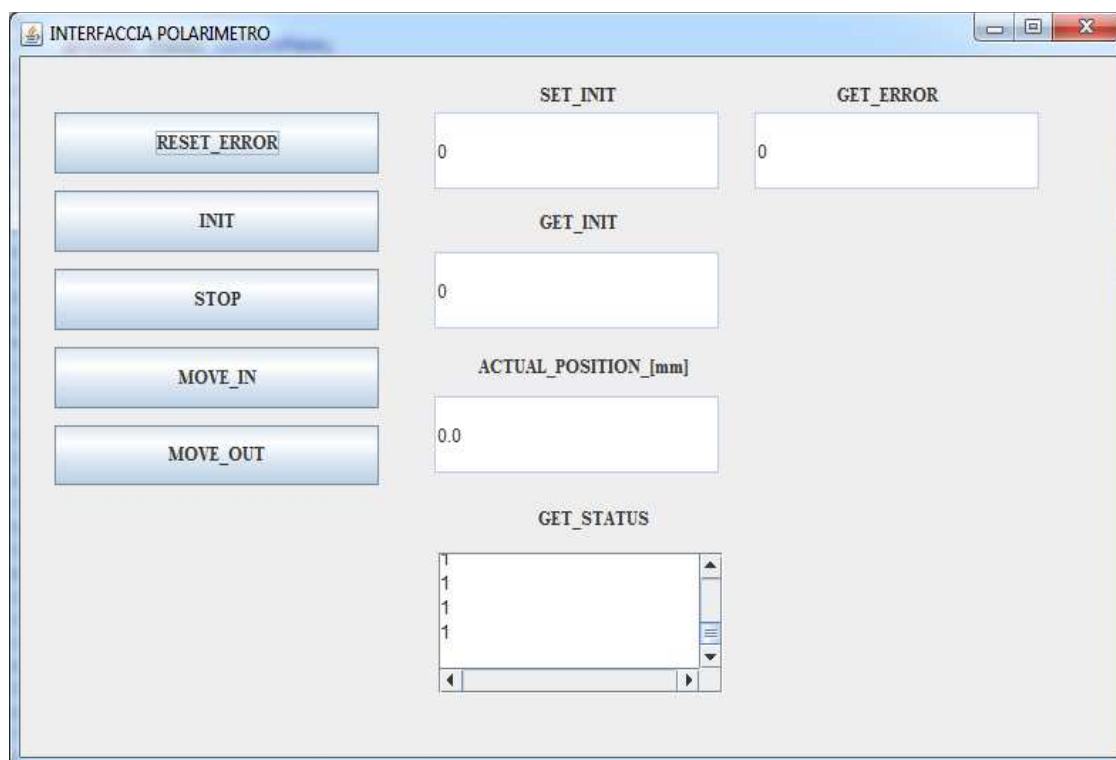 INTERFACCIA POLARIMETRO
RESET_ERROR
INIT
STOP
MOVE_IN
MOVE_OUT
SET_INIT
0
GET_INIT
0
ACTUAL_POSITION_[mm]
0.0
GET_STATUS
1
1
1
1
GET_ERROR
0